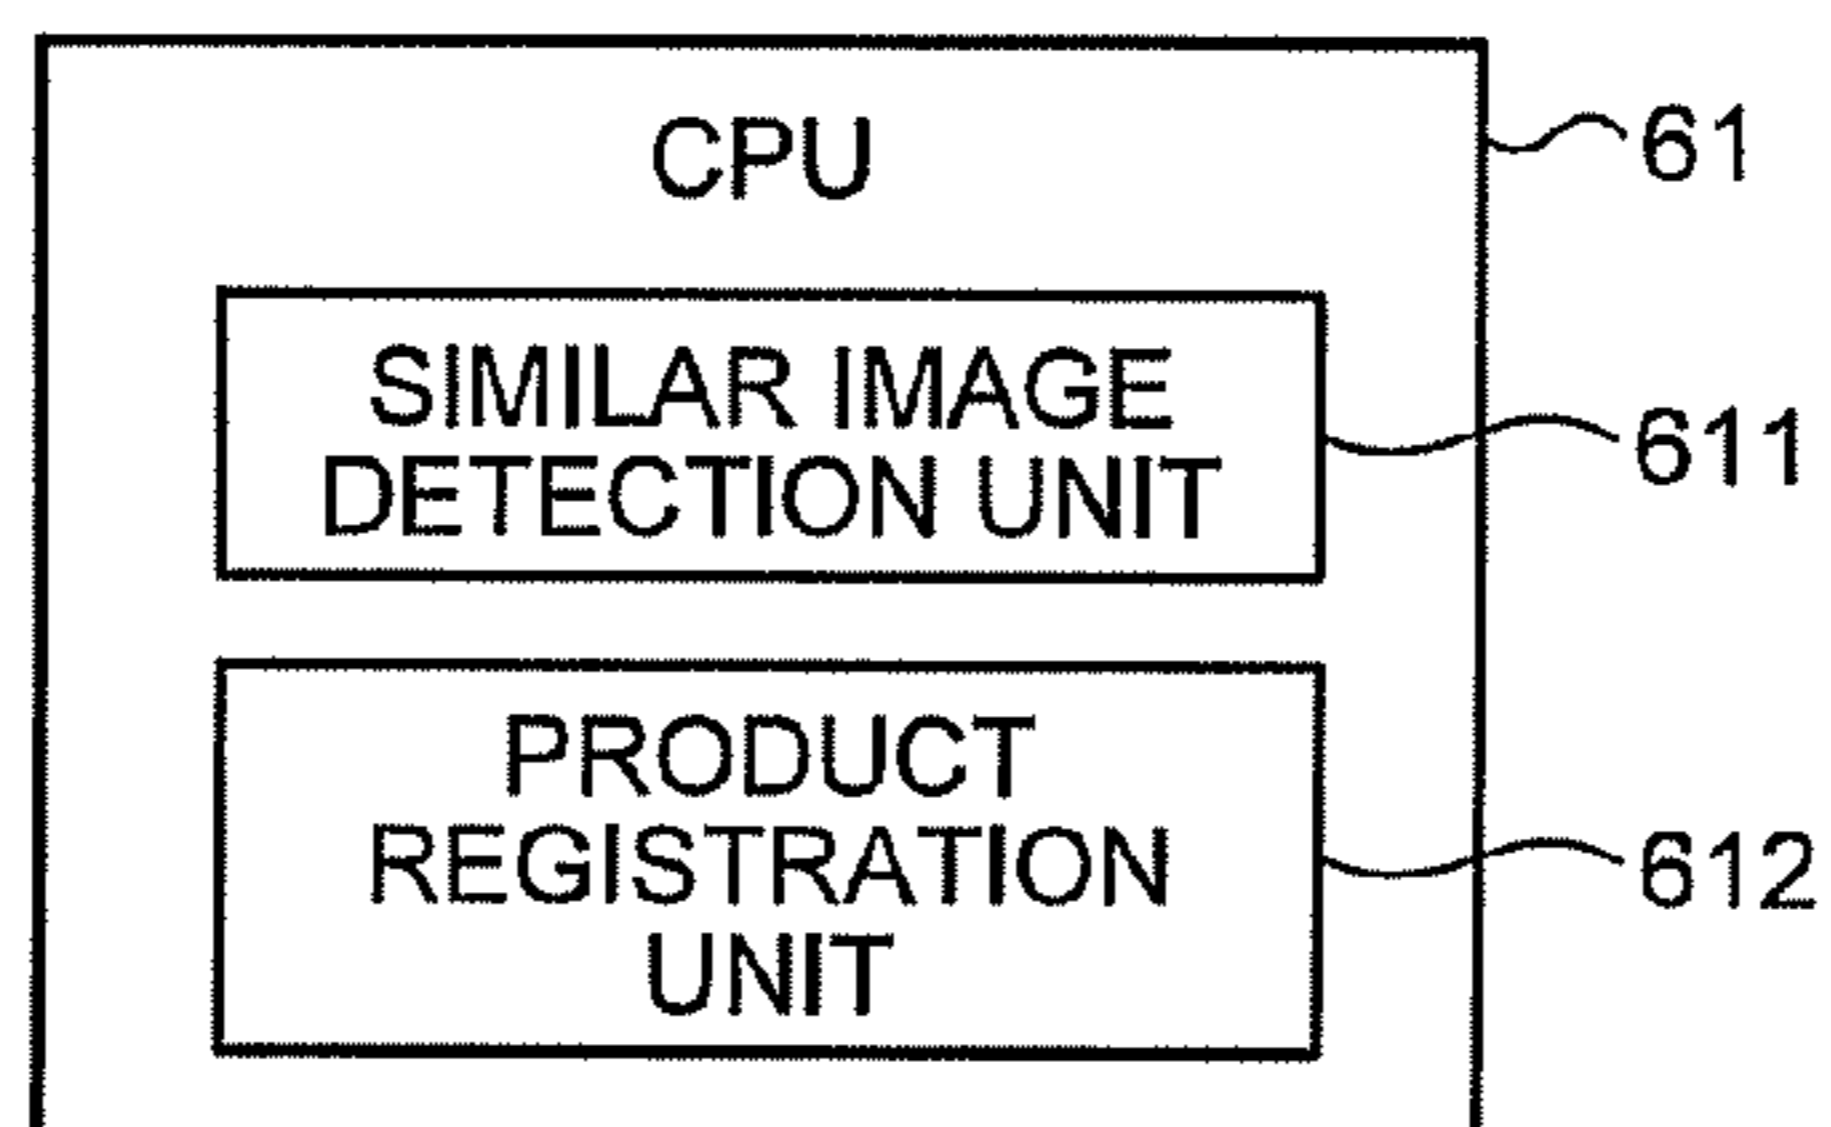 CPU
61
SIMILAR IMAGE
DETECTION UNIT
611
PRODUCT
REGISTRATION
UNIT
612